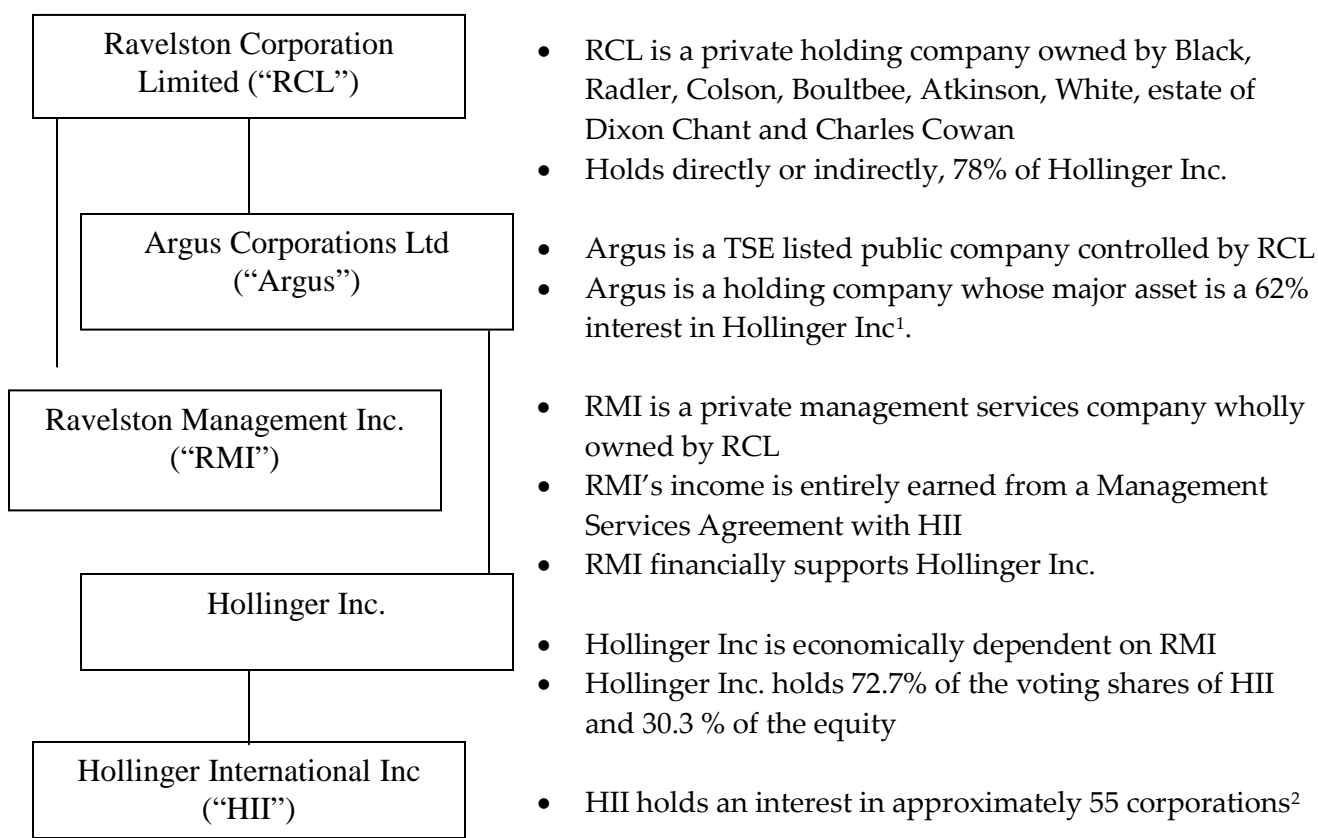 Ravelston Corporation
Limited (“RCL”)
• RCL is a private holding company owned by Black,
Radler, Colson, Boultbee, Atkinson, White, estate of
Dixon Chant and Charles Cowan
• Holds directly or indirectly, 78% of Hollinger Inc.
Argus Corporations Ltd
(“Argus”)
• Argus is a TSE listed public company controlled by RCL
• Argus is a holding company whose major asset is a 62%
interest in Hollinger Inc¹.
Ravelston Management Inc.
(“RMI”)
• RMI is a private management services company wholly
owned by RCL
• RMI’s income is entirely earned from a Management
Services Agreement with HII
• RMI financially supports Hollinger Inc.
Hollinger Inc.
• Hollinger Inc is economically dependent on RMI
• Hollinger Inc. holds 72.7% of the voting shares of HII
and 30.3 % of the equity
Hollinger International Inc
(“HII”)
• HII holds an interest in approximately 55 corporations²